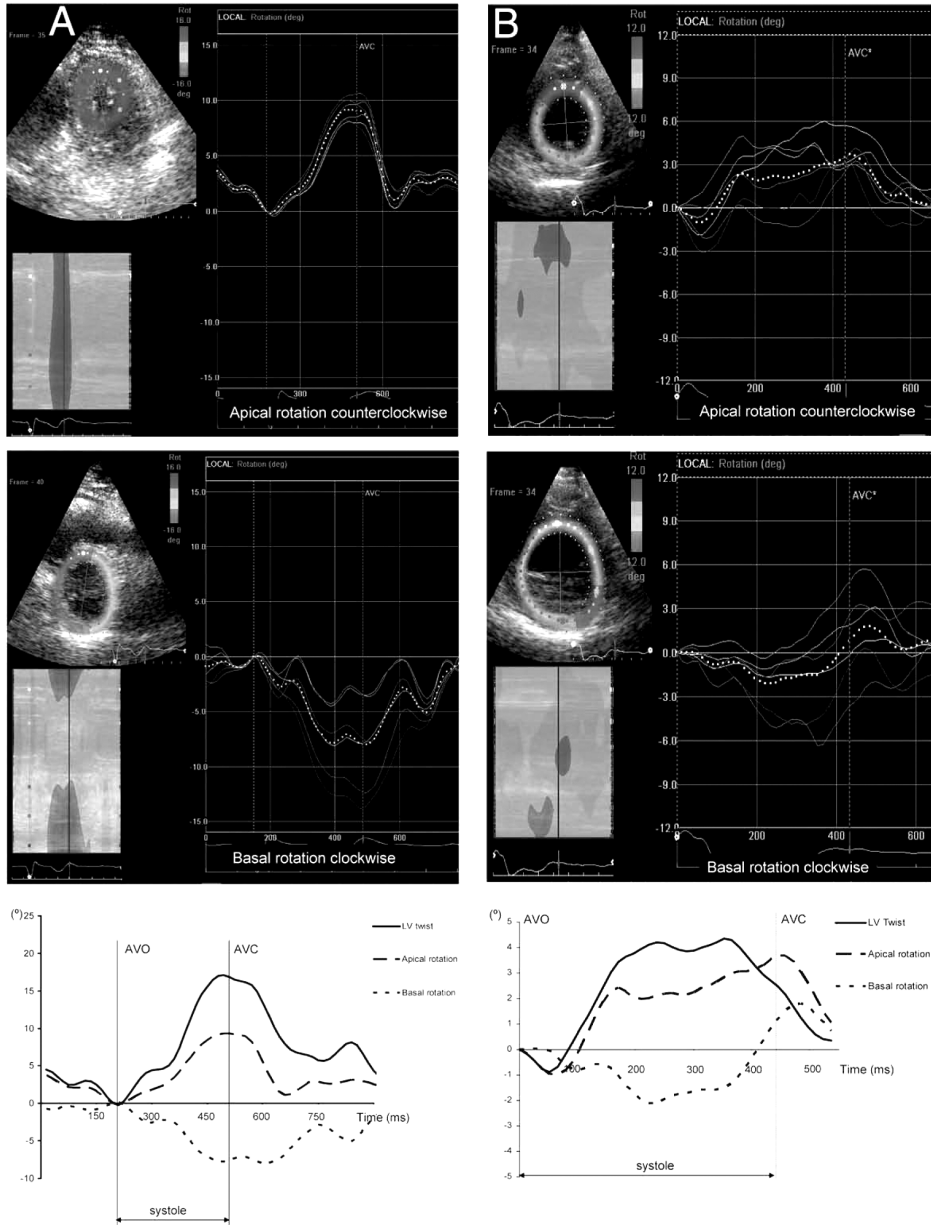 A
Frame = 35
Rot
16.0
-16.0
deg
LOCAL: Rotation (deg)
AVC
15.0
10.0
5.0
0.0
-5.0
-10.0
-15.0
0 300 600
Apical rotation counterclockwise
B
Frame = 34
Rot
12.0
12.0
deg
LOCAL: Rotation (deg)
AVC*
12.0
9.0
6.0
3.0
0.0
-3.0
-6.0
-9.0
-12.0
0 200 400 600
Apical rotation counterclockwise
Frame = 40
Rot
16.0
-16.0
deg
LOCAL: Rotation (deg)
AVC
15.0
10.0
5.0
0.0
-5.0
-10.0
-15.0
0 200 400 600
Basal rotation clockwise
Frame = 34
Rot
12.0
12.0
deg
LOCAL: Rotation (deg)
AVC*
12.0
9.0
6.0
3.0
0.0
-3.0
-6.0
-9.0
-12.0
0 200 400 600
Basal rotation clockwise
(º)
25
20
15
10
5
0
-5
-10
AVO AVC
LV twist
Apical rotation
Basal rotation
150 300 450 600 750 Time (ms)
systole
(º)
5
4
3
2
1
0
-1
-2
-3
-4
-5
AVO AVC
LV Twist
Apical rotation
Basal rotation
100 200 300 400 500 Time (ms)
systole